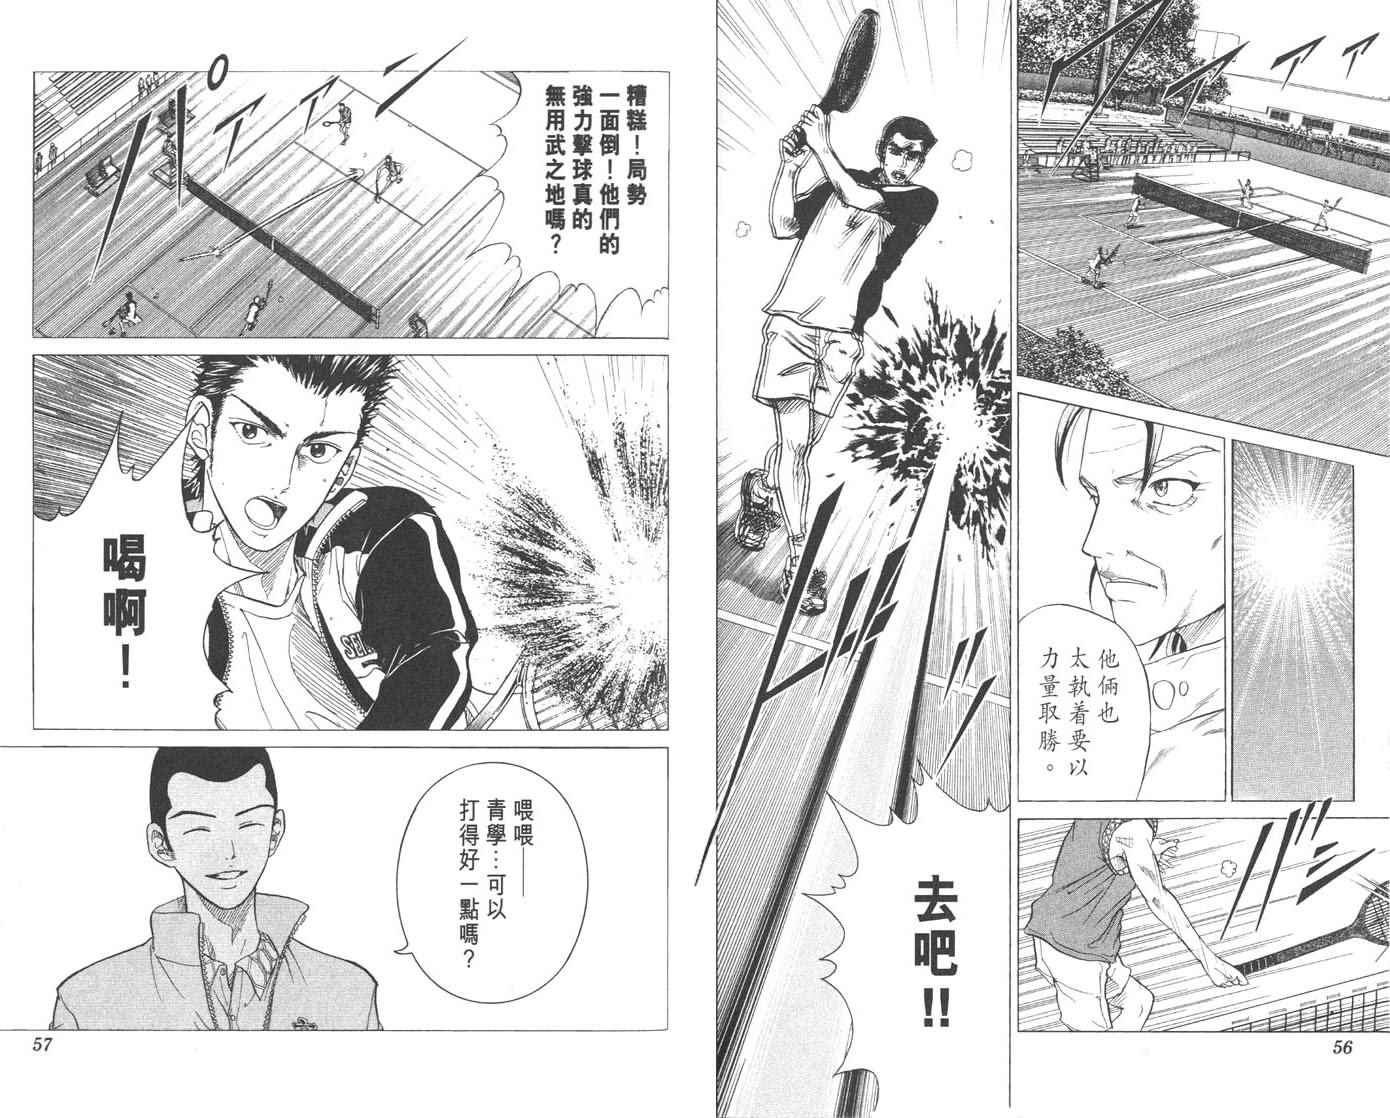 他倆也
太執着要以
力量取勝。
去吧!!
56
糟糕！局勢
一面倒！他們的
強力擊球真的
無用武之地嗎？
喝啊！
喂喂——
青學…可以
打得好一點嗎？
57